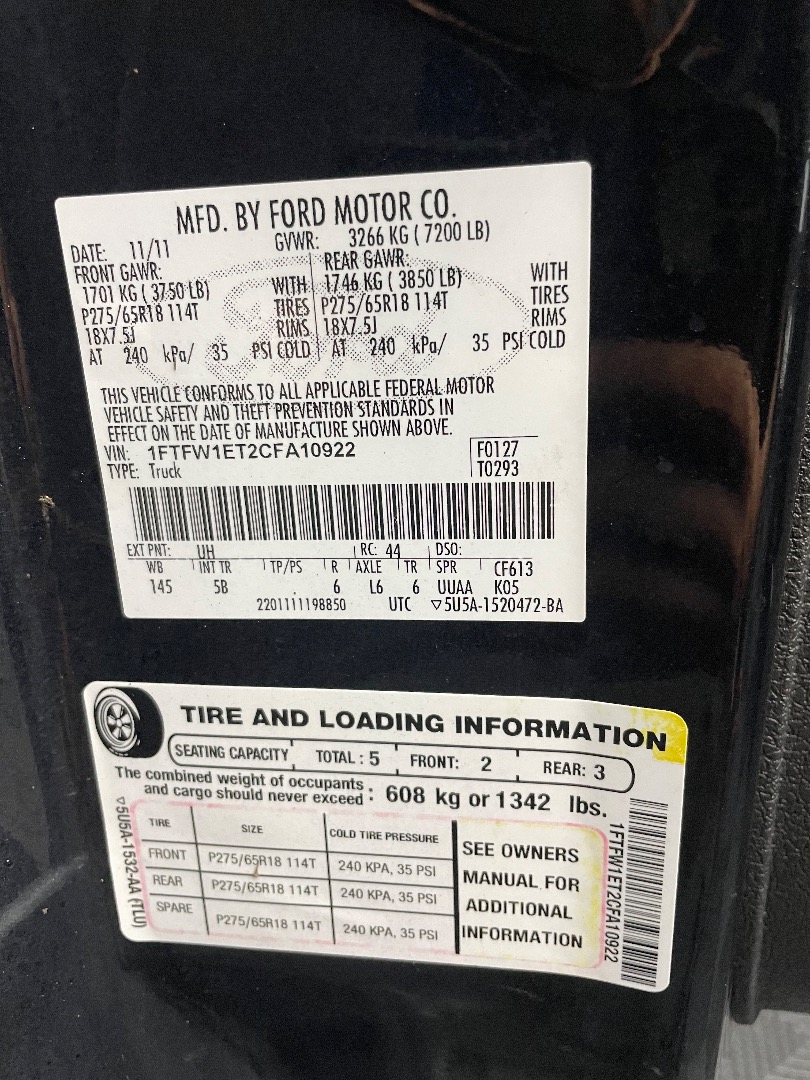 MFD. BY FORD MOTOR CO.
DATE: 11/11 GVWR: 3266 KG ( 7200 LB)
FRONT GAWR: REAR GAWR:
1701 KG ( 3750 LB) WITH 1746 KG ( 3850 LB) WITH
P275/65R18 114T TIRES P275/65R18 114T TIRES
18X7.5J RIMS 18X7.5J RIMS
AT 240 kPa/ 35 PSI COLD AT 240 kPa/ 35 PSI COLD
THIS VEHICLE CONFORMS TO ALL APPLICABLE FEDERAL MOTOR
VEHICLE SAFETY AND THEFT PREVENTION STANDARDS IN
EFFECT ON THE DATE OF MANUFACTURE SHOWN ABOVE.
VIN: 1FTFW1ET2CFA10922 F0127
TYPE: Truck T0293
EXT PNT: UH RC: 44 DSO:
WB INT TR TP/PS R AXLE TR SPR CF613
145 5B 6 L6 6 UUAA K05
2201111198850 UTC ▽5U5A-1520472-BA
TIRE AND LOADING INFORMATION
SEATING CAPACITY TOTAL : 5 FRONT: 2 REAR: 3
The combined weight of occupants
and cargo should never exceed : 608 kg or 1342 lbs.
TIRE SIZE COLD TIRE PRESSURE
FRONT P275/65R18 114T 240 KPA, 35 PSI
REAR P275/65R18 114T 240 KPA, 35 PSI
SPARE P275/65R18 114T 240 KPA, 35 PSI
SEE OWNERS
MANUAL FOR
ADDITIONAL
INFORMATION
▽5U5A-1532-AA (TLU)
1FTFW1ET2CFA10922